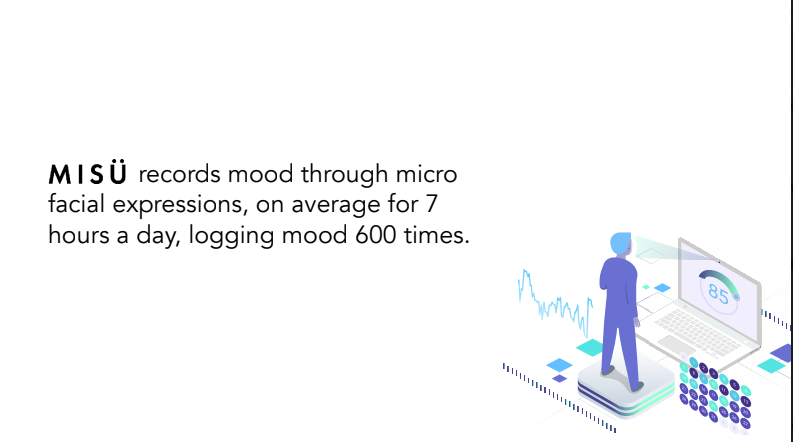 MISÜ records mood through micro
facial expressions, on average for 7
hours a day, logging mood 600 times.
85